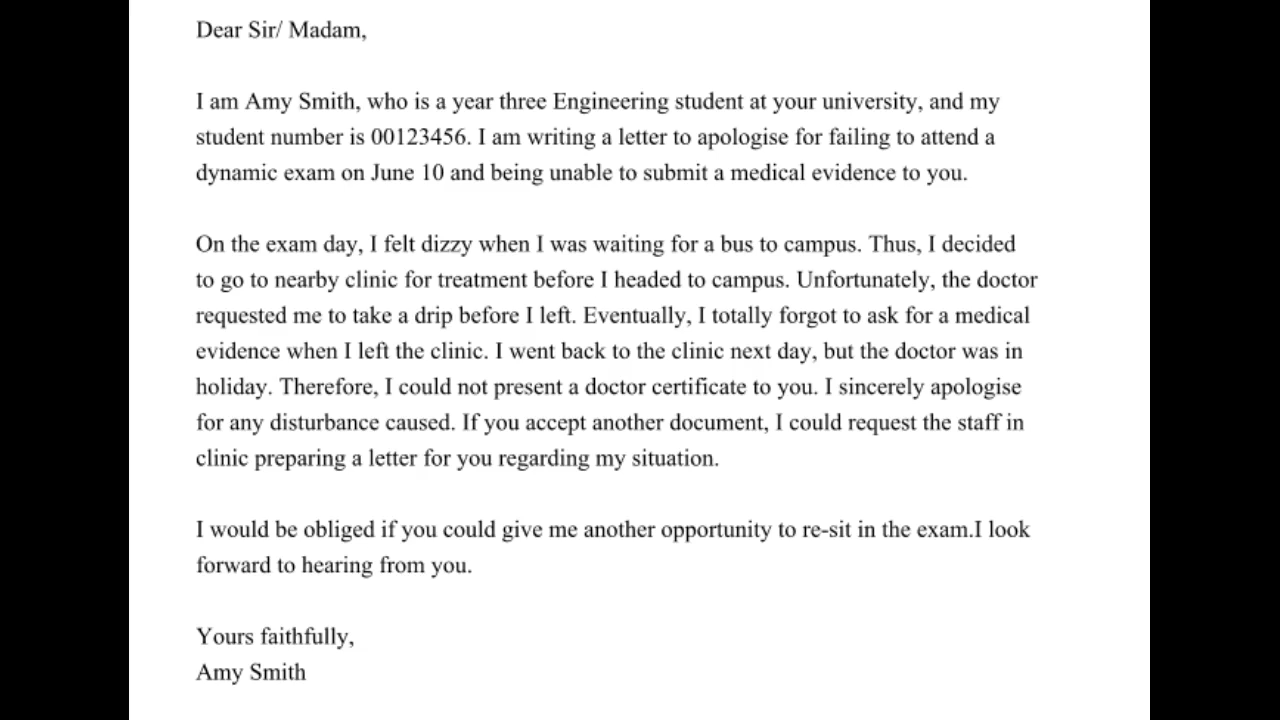 Dear Sir/ Madam,
I am Amy Smith, who is a year three Engineering student at your university, and my
student number is 00123456. I am writing a letter to apologise for failing to attend a
dynamic exam on June 10 and being unable to submit a medical evidence to you.
On the exam day, I felt dizzy when I was waiting for a bus to campus. Thus, I decided
to go to nearby clinic for treatment before I headed to campus. Unfortunately, the doctor
requested me to take a drip before I left. Eventually, I totally forgot to ask for a medical
evidence when I left the clinic. I went back to the clinic next day, but the doctor was in
holiday. Therefore, I could not present a doctor certificate to you. I sincerely apologise
for any disturbance caused. If you accept another document, I could request the staff in
clinic preparing a letter for you regarding my situation.
I would be obliged if you could give me another opportunity to re-sit in the exam.I look
forward to hearing from you.
Yours faithfully,
Amy Smith